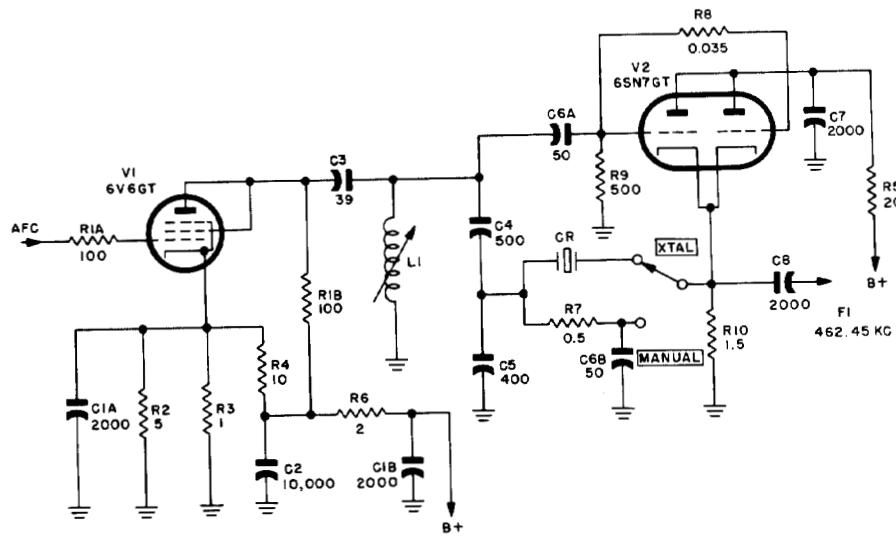 R8
0.035
V2
6SN7GT
C6A
50
C7
2000
V1
6V6GT
C3
39
R9
500
AFC
R1A
100
C4
500
CR
XTAL
L1
R1B
100
C8
2000
B+
F1
462.45 KC
R7
0.5
R10
1.5
MANUAL
C6B
50
C5
400
R4
10
C1A
2000
R2
5
R3
1
R6
2
C2
10,000
C1B
2000
B+